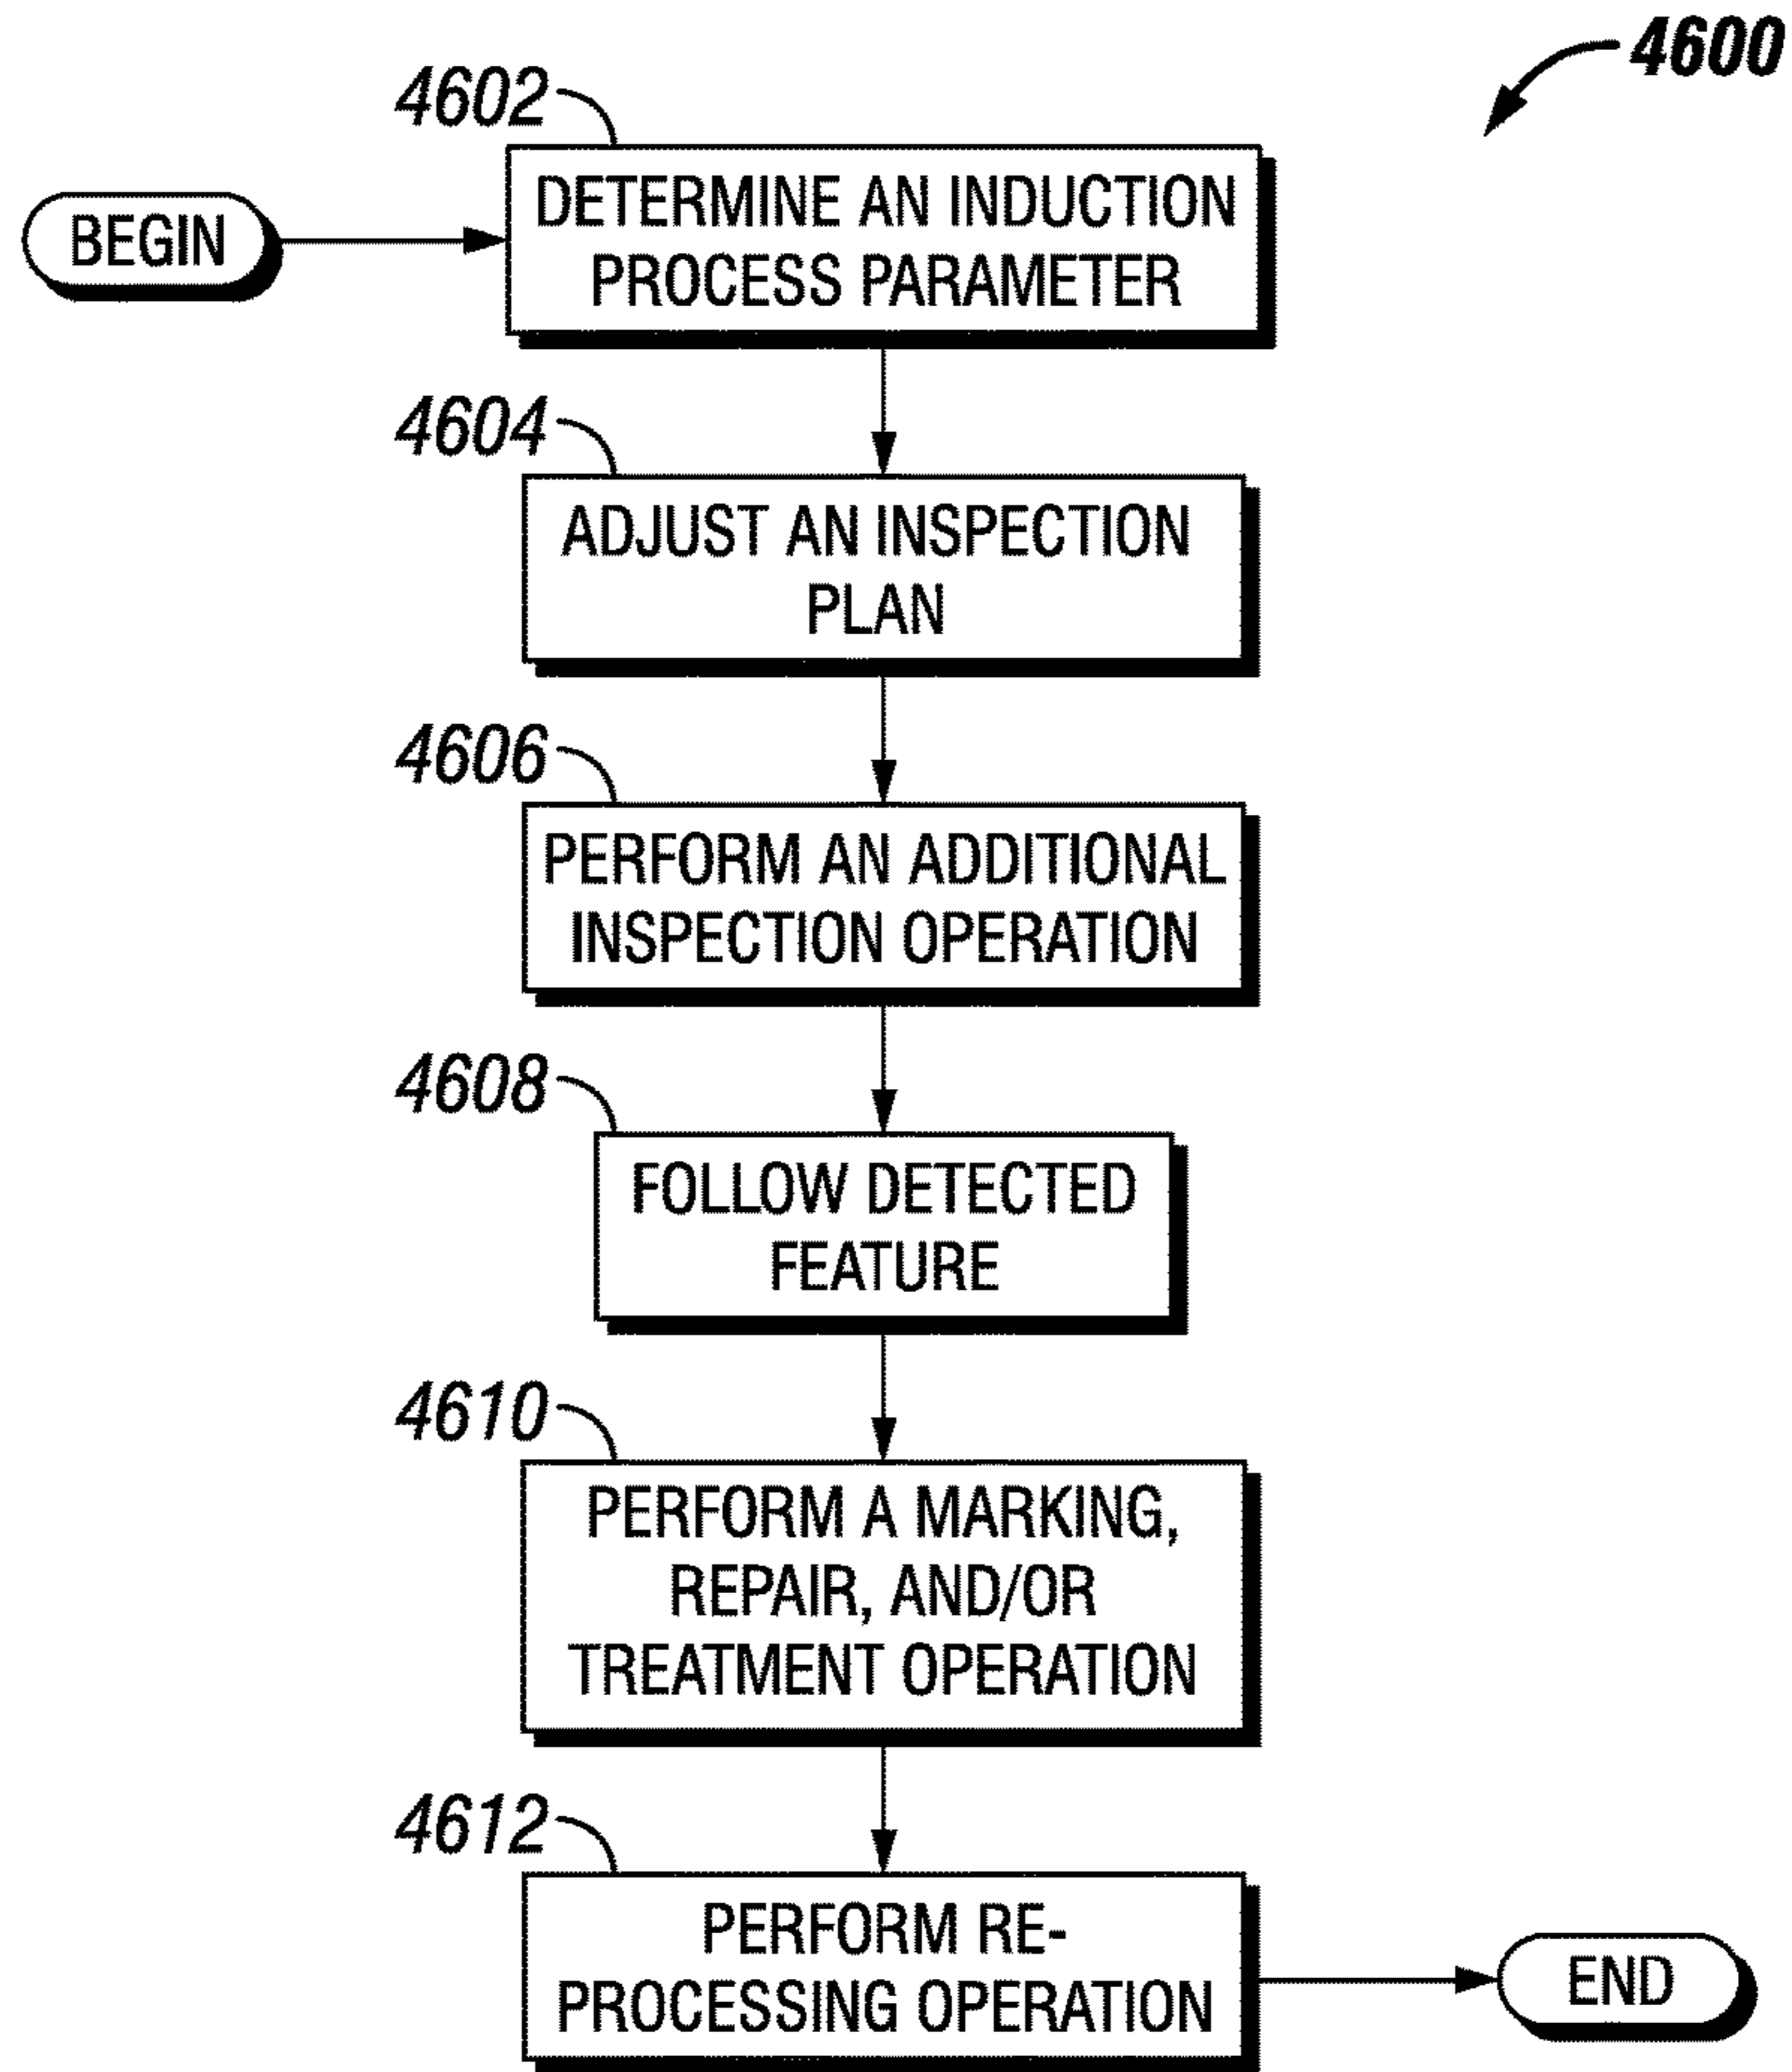 4600
4602
BEGIN
DETERMINE AN INDUCTION
PROCESS PARAMETER
4604
ADJUST AN INSPECTION
PLAN
4606
PERFORM AN ADDITIONAL
INSPECTION OPERATION
4608
FOLLOW DETECTED
FEATURE
4610
PERFORM A MARKING,
REPAIR, AND/OR
TREATMENT OPERATION
4612
PERFORM RE-
PROCESSING OPERATION
END